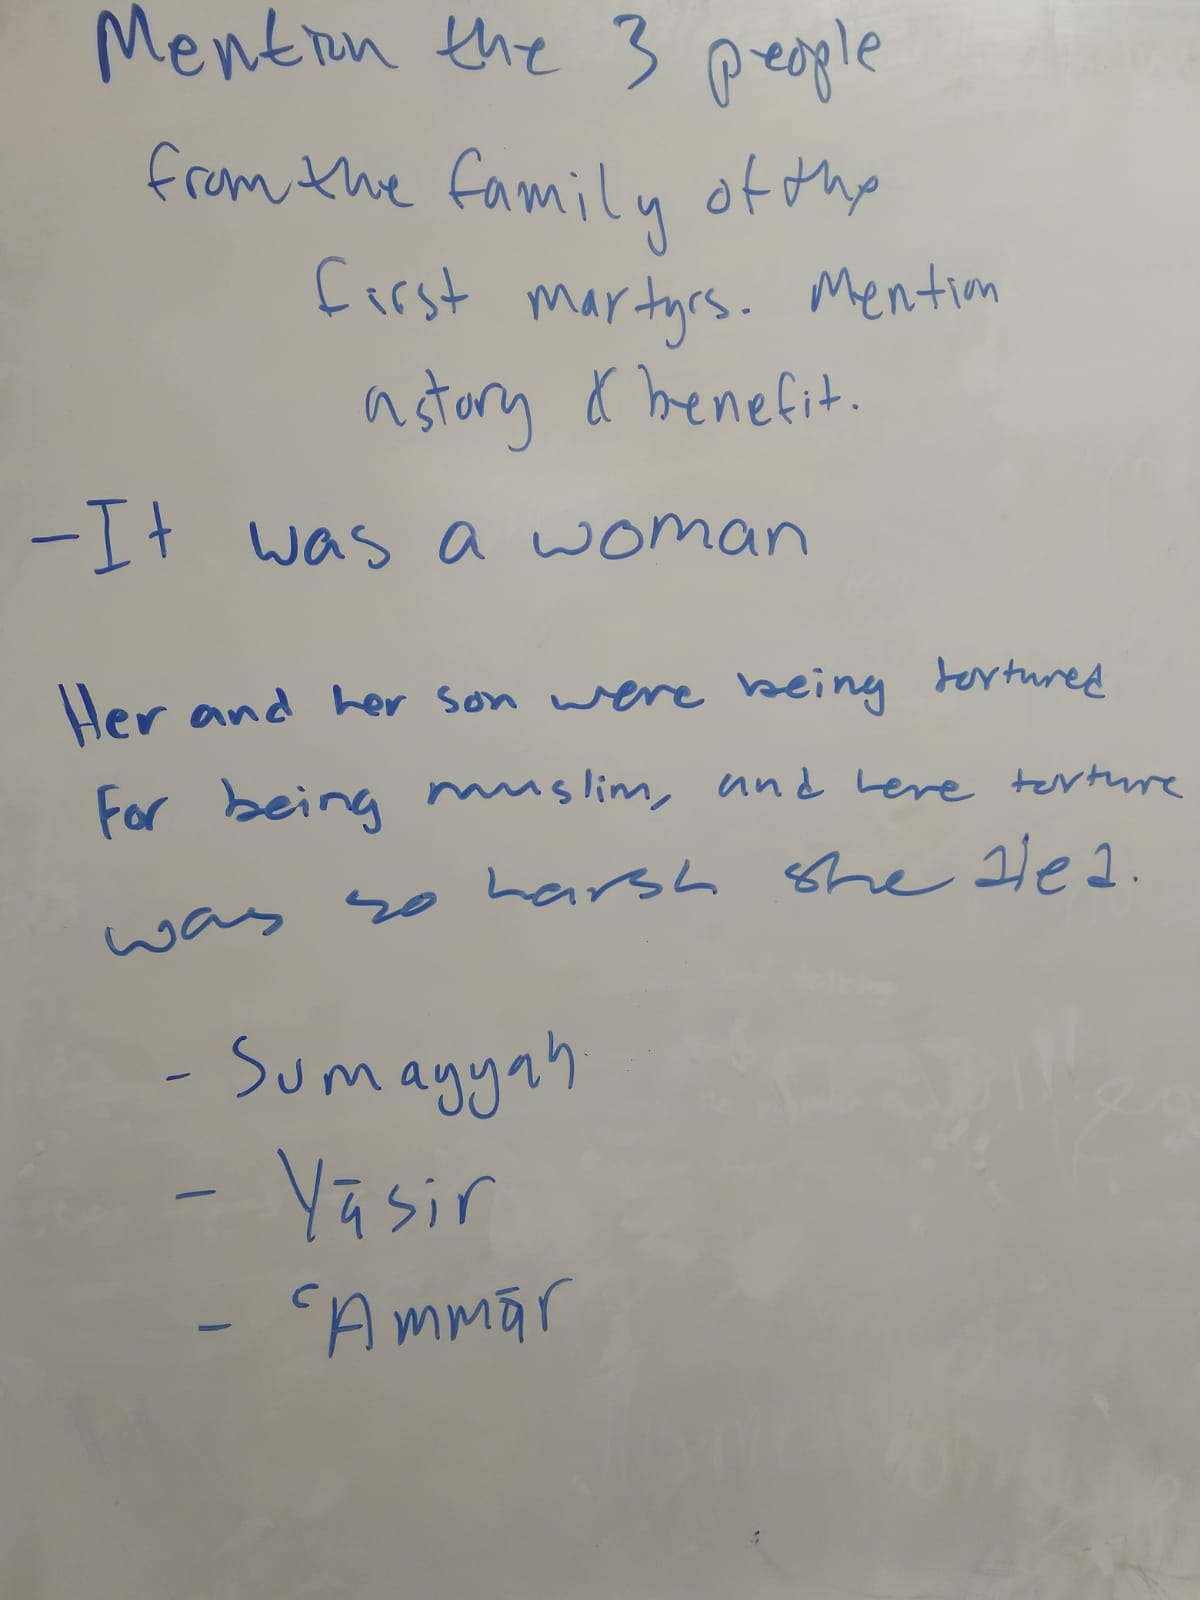 Mention the 3 people
from the family of the
first martyrs. Mention
a story & benefit.
- It was a woman
Her and her son were being tortured
For being muslim, and here torture
was so harsh she died.
- Sumayyah
- Yāsir
- ʿAmmār